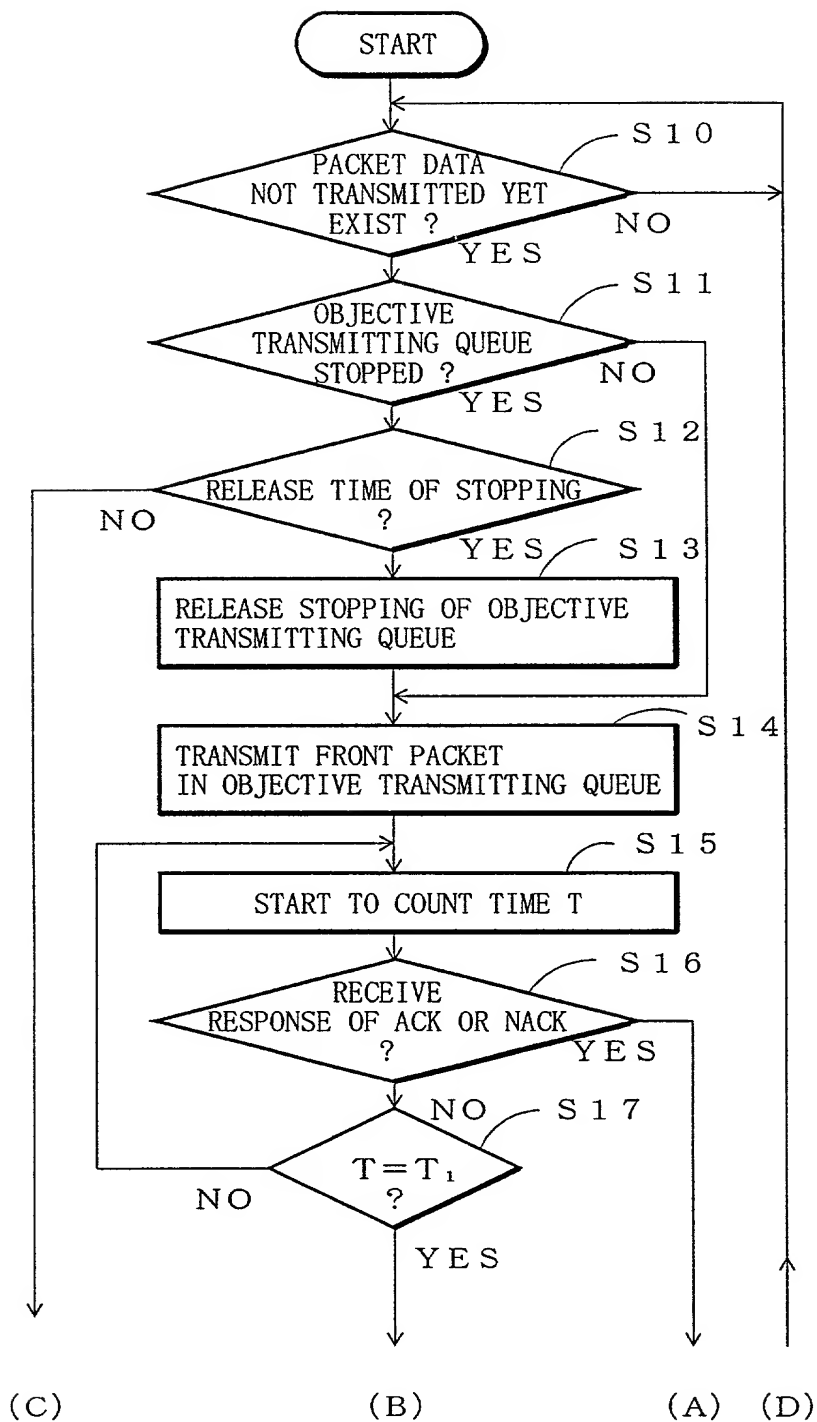 START
S10
PACKET DATA
NOT TRANSMITTED YET
EXIST ?
NO
YES
S11
OBJECTIVE
TRANSMITTING QUEUE
STOPPED ?
NO
YES
S12
RELEASE TIME OF STOPPING
?
NO
YES
S13
RELEASE STOPPING OF OBJECTIVE
TRANSMITTING QUEUE
S14
TRANSMIT FRONT PACKET
IN OBJECTIVE TRANSMITTING QUEUE
S15
START TO COUNT TIME T
S16
RECEIVE
RESPONSE OF ACK OR NACK
?
YES
NO
S17
T=T₁
?
NO
YES
(C) (B) (A) (D)